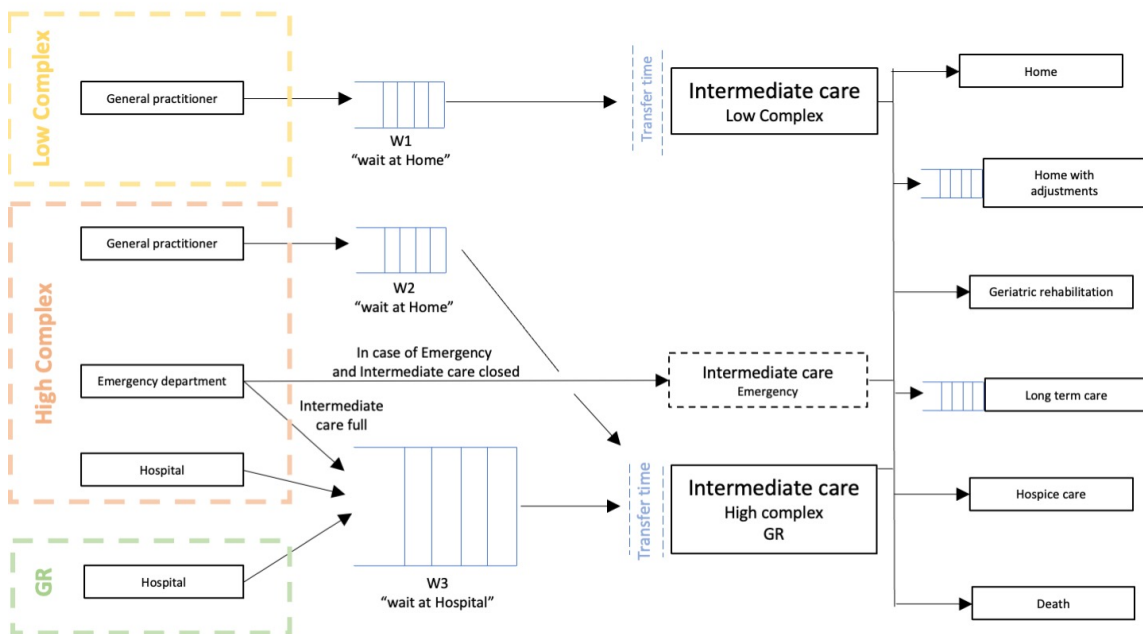 Low Complex
General practitioner
W1
“wait at Home”
Transfer time
Intermediate care
Low Complex
High Complex
General practitioner
W2
“wait at Home”
Emergency department
In case of Emergency
and Intermediate care closed
Intermediate
care full
Intermediate care
Emergency
Hospital
GR
Hospital
W3
“wait at Hospital”
Transfer time
Intermediate care
High complex
GR
Home
Home with
adjustments
Geriatric rehabilitation
Long term care
Hospice care
Death